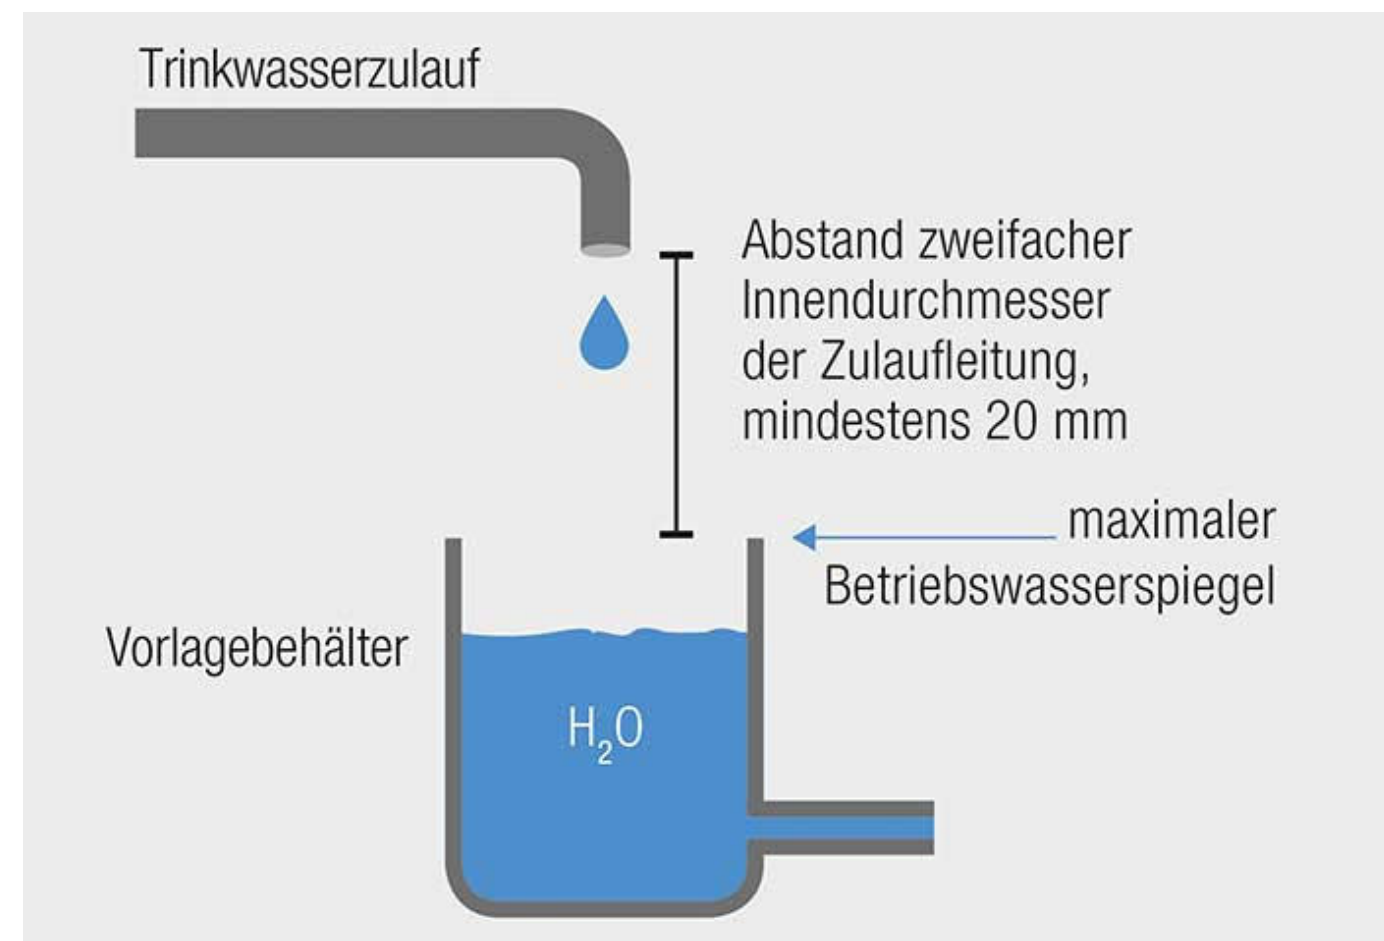 Trinkwasserzulauf
Abstand zweifacher
Innendurchmesser
der Zulaufleitung,
mindestens 20 mm
maximaler
Betriebswasserspiegel
Vorlagebehälter
H₂O